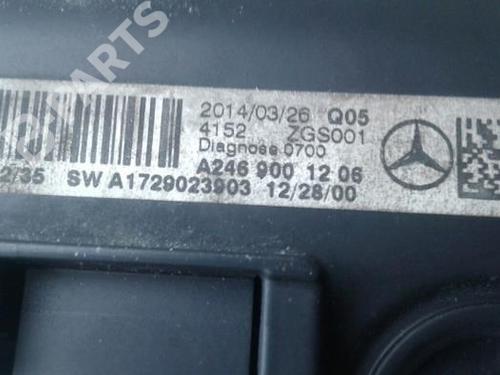 PARTS
2014/03/26 Q05
4152 ZGS001
Diagnose 0700
A246 900 12 06
2/35 SW A1729023903 12/28/00